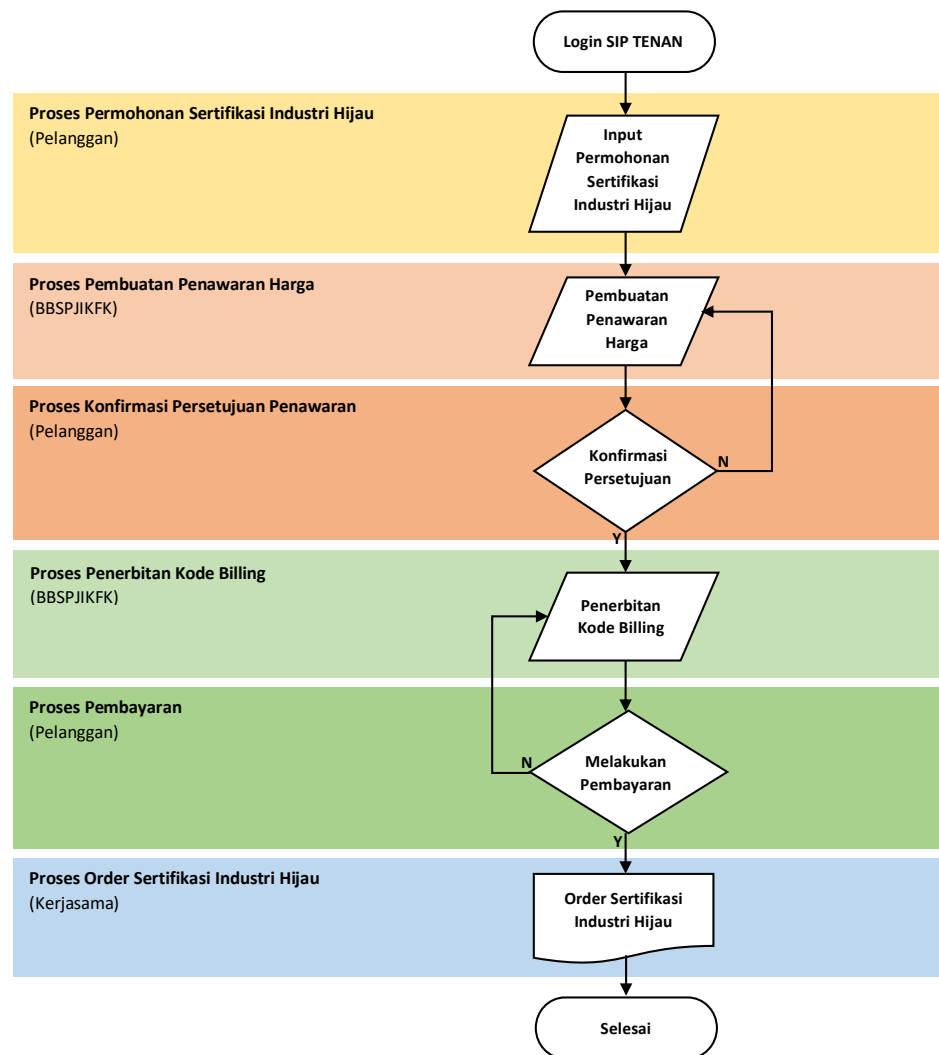 Login SIP TENAN
Proses Permohonan Sertifikasi Industri Hijau
(Pelanggan)
Input
Permohonan
Sertifikasi
Industri Hijau
Proses Pembuatan Penawaran Harga
(BBSPJIKFK)
Pembuatan
Penawaran
Harga
Proses Konfirmasi Persetujuan Penawaran
(Pelanggan)
Konfirmasi
Persetujuan
N
Y
Proses Penerbitan Kode Billing
(BBSPJIKFK)
Penerbitan
Kode Billing
Proses Pembayaran
(Pelanggan)
N
Melakukan
Pembayaran
Y
Proses Order Sertifikasi Industri Hijau
(Kerjasama)
Order Sertifikasi
Industri Hijau
Selesai